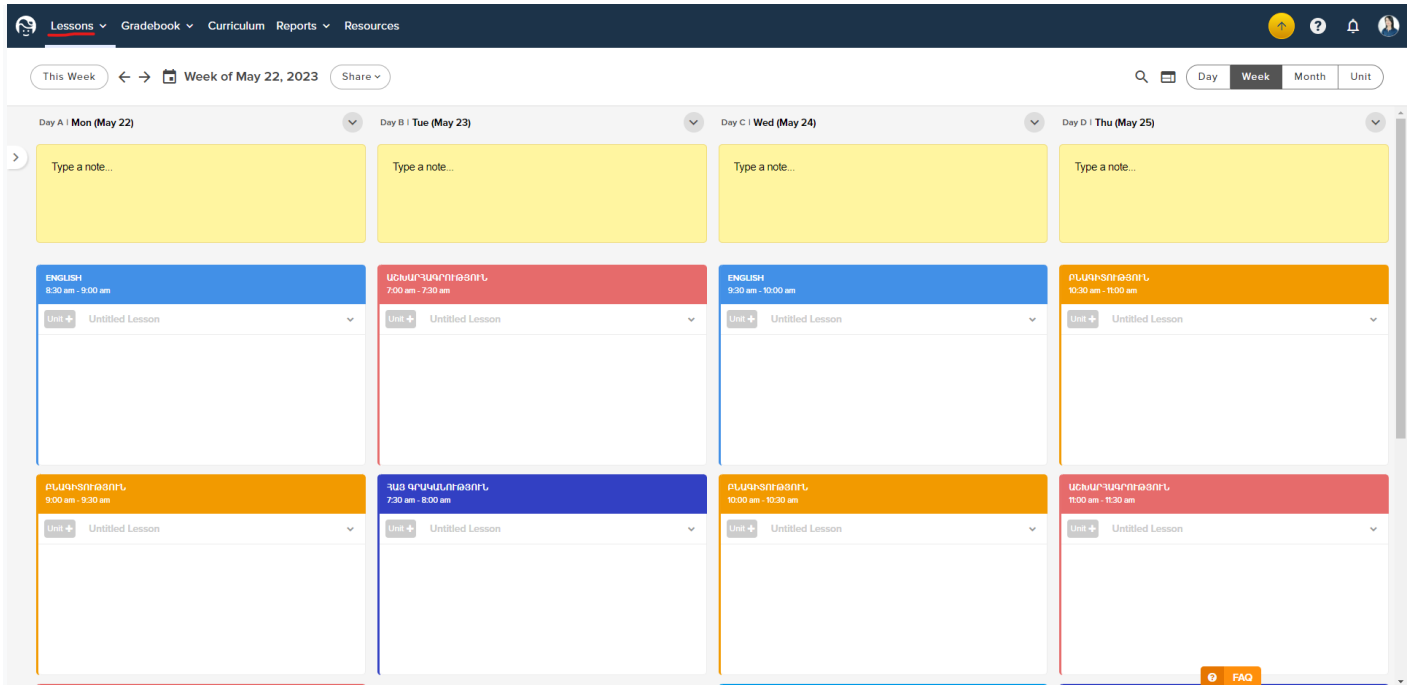 Lessons Gradebook Curriculum Reports Resources
This Week Week of May 22, 2023 Share Day Week Month Unit
Day A | Mon (May 22) Day B | Tue (May 23) Day C | Wed (May 24) Day D | Thu (May 25)
Type a note... Type a note... Type a note... Type a note...
ENGLISH ԱՇԽԱՐՀԱԳՐՈՒԹՅՈՒՆ ENGLISH ԲՆԱԳԻՏՈՒԹՅՈՒՆ
8:30 am - 9:00 am 7:00 am - 7:30 am 9:30 am - 10:00 am 10:30 am - 11:00 am
Unit + Untitled Lesson Unit + Untitled Lesson Unit + Untitled Lesson Unit + Untitled Lesson
ԲՆԱԳԻՏՈՒԹՅՈՒՆ ՀԱՅ ԳՐԱԿԱՆՈՒԹՅՈՒՆ ԲՆԱԳԻՏՈՒԹՅՈՒՆ ԱՇԽԱՐՀԱԳՐՈՒԹՅՈՒՆ
9:00 am - 9:30 am 7:30 am - 8:00 am 10:00 am - 10:30 am 11:00 am - 11:30 am
Unit + Untitled Lesson Unit + Untitled Lesson Unit + Untitled Lesson Unit + Untitled Lesson
FAQ